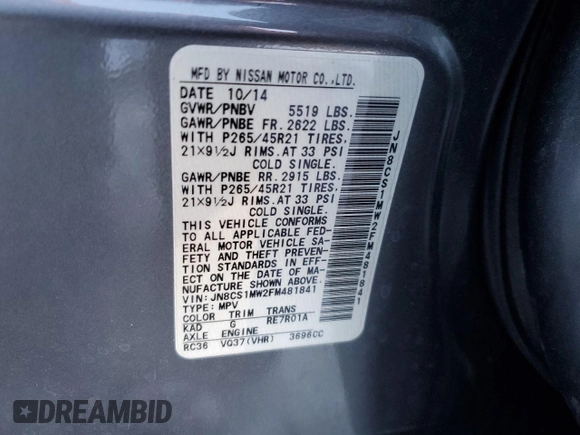 MFD BY NISSAN MOTOR CO.,LTD.
DATE 10/14
GVWR/PNBV 5519 LBS.
GAWR/PNBE FR. 2622 LBS.
WITH P265/45R21 TIRES,
21X9½J RIMS.AT 33 PSI
COLD SINGLE.
GAWR/PNBE RR. 2915 LBS.
WITH P265/45R21 TIRES,
21X9½J RIMS.AT 33 PSI
COLD SINGLE.
THIS VEHICLE CONFORMS
TO ALL APPLICABLE FED-
ERAL MOTOR VEHICLE SA-
FETY AND THEFT PREVEN-
TION STANDARDS IN EFF-
ECT ON THE DATE OF MA-
NUFACTURE SHOWN ABOVE.
VIN: JN8CS1MW2FM481841
TYPE: MPV
COLOR TRIM TRANS
KAD G RE7R01A
AXLE ENGINE
RC36 VQ37(VHR) 3696CC
JN8CS1MW2FM481841
DREAMBID